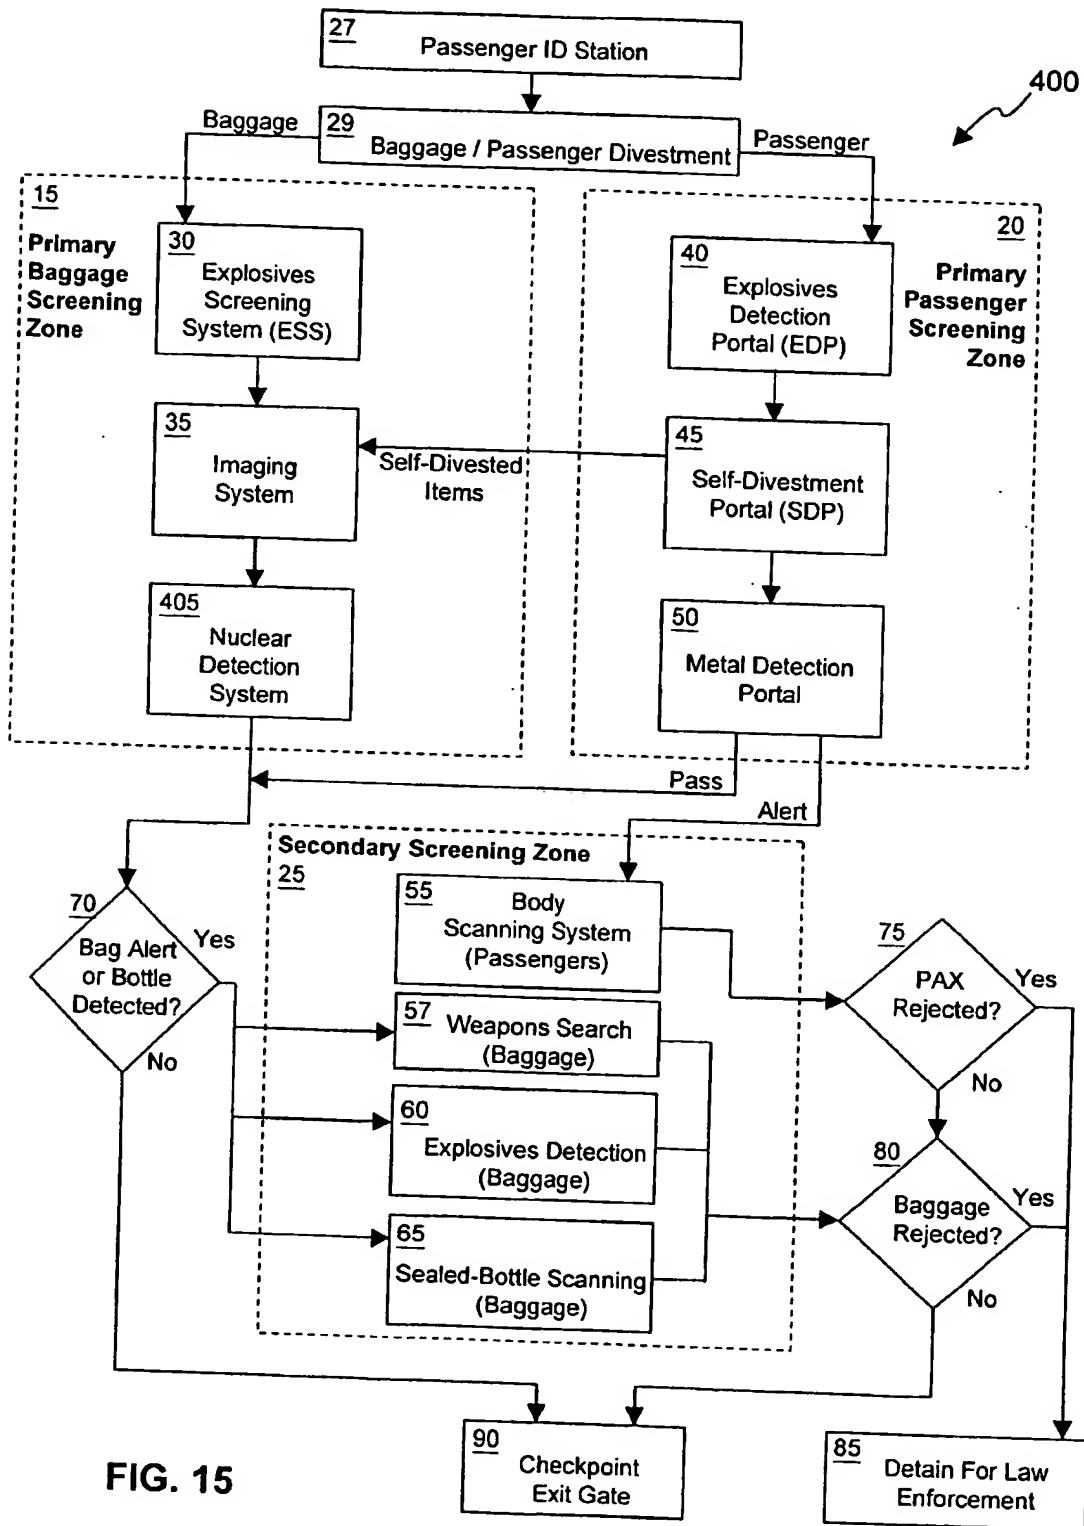 27
Passenger ID Station
400
Baggage
29
Baggage / Passenger Divestment
Passenger
15
Primary
Baggage
Screening
Zone
30
Explosives
Screening
System (ESS)
20
Primary
Passenger
Screening
Zone
40
Explosives
Detection
Portal (EDP)
35
Imaging
System
Self-Divested
Items
45
Self-Divestment
Portal (SDP)
405
Nuclear
Detection
System
50
Metal Detection
Portal
Pass
Alert
Secondary Screening Zone
25
55
Body
Scanning System
(Passengers)
70
Bag Alert
or Bottle
Detected?
Yes
No
57
Weapons Search
(Baggage)
60
Explosives Detection
(Baggage)
65
Sealed-Bottle Scanning
(Baggage)
75
PAX
Rejected?
Yes
No
80
Baggage
Rejected?
Yes
No
90
Checkpoint
Exit Gate
85
Detain For Law
Enforcement
FIG. 15